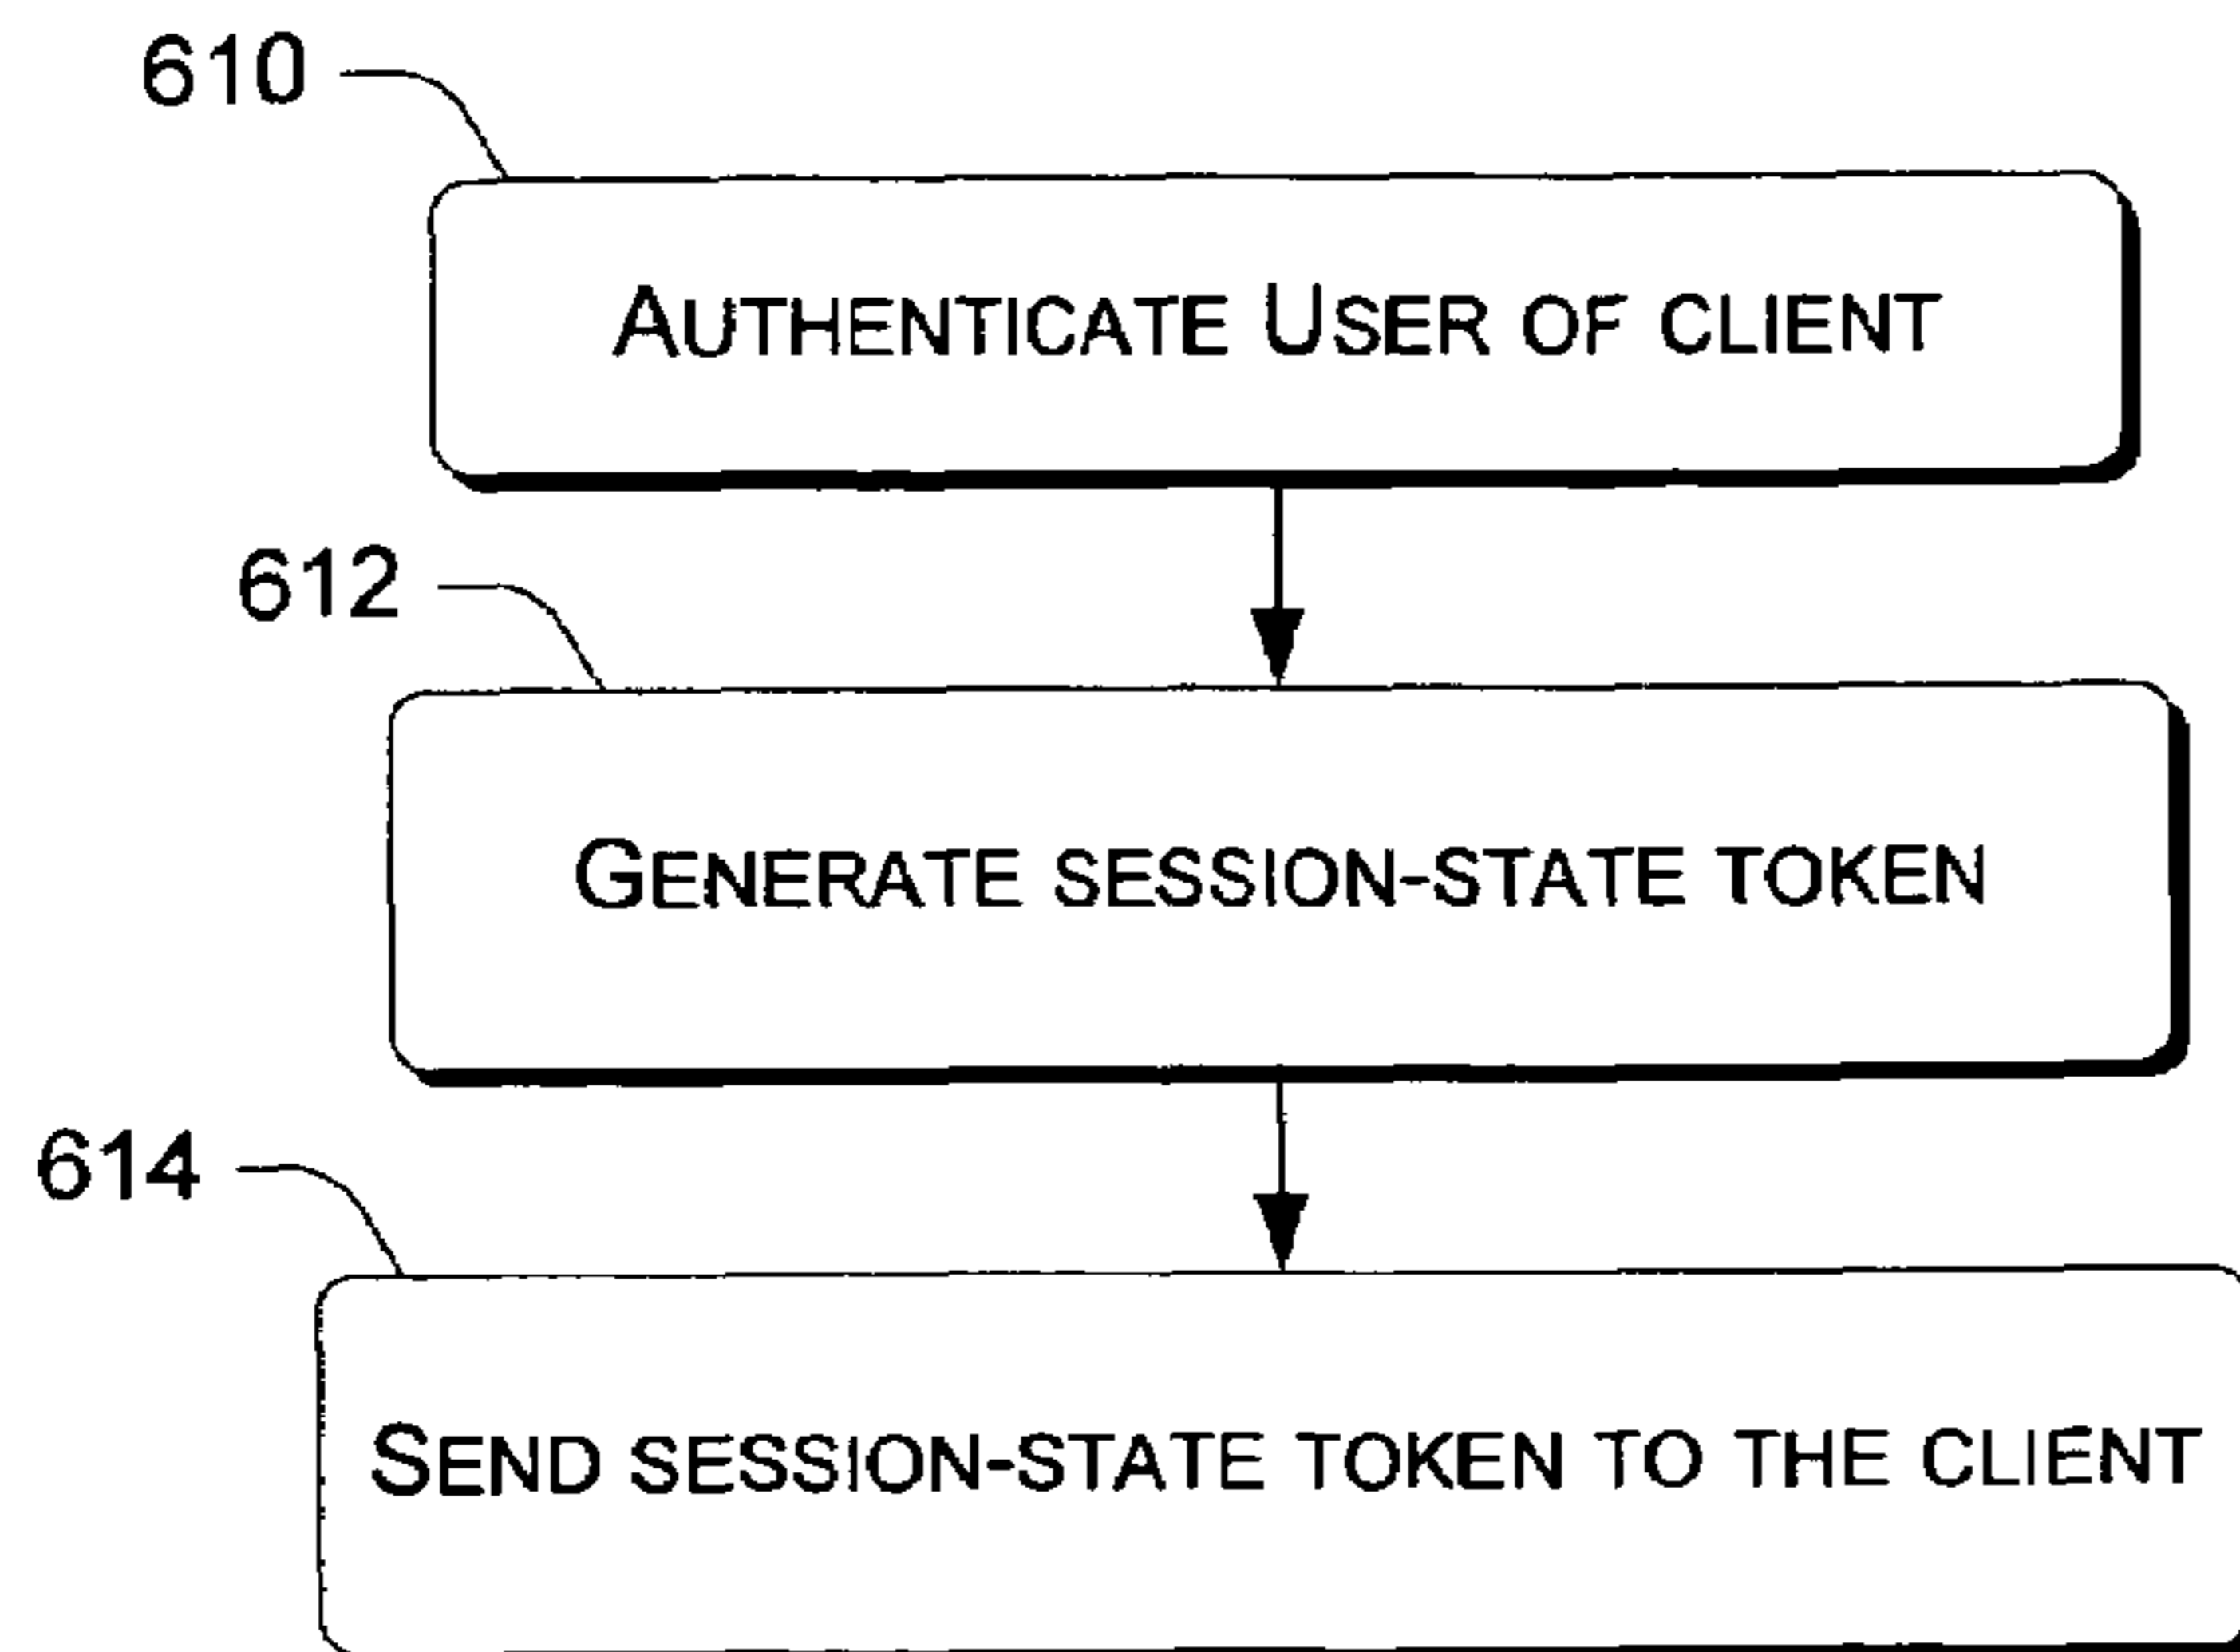 610
AUTHENTICATE USER OF CLIENT
612
GENERATE SESSION-STATE TOKEN
614
SEND SESSION-STATE TOKEN TO THE CLIENT